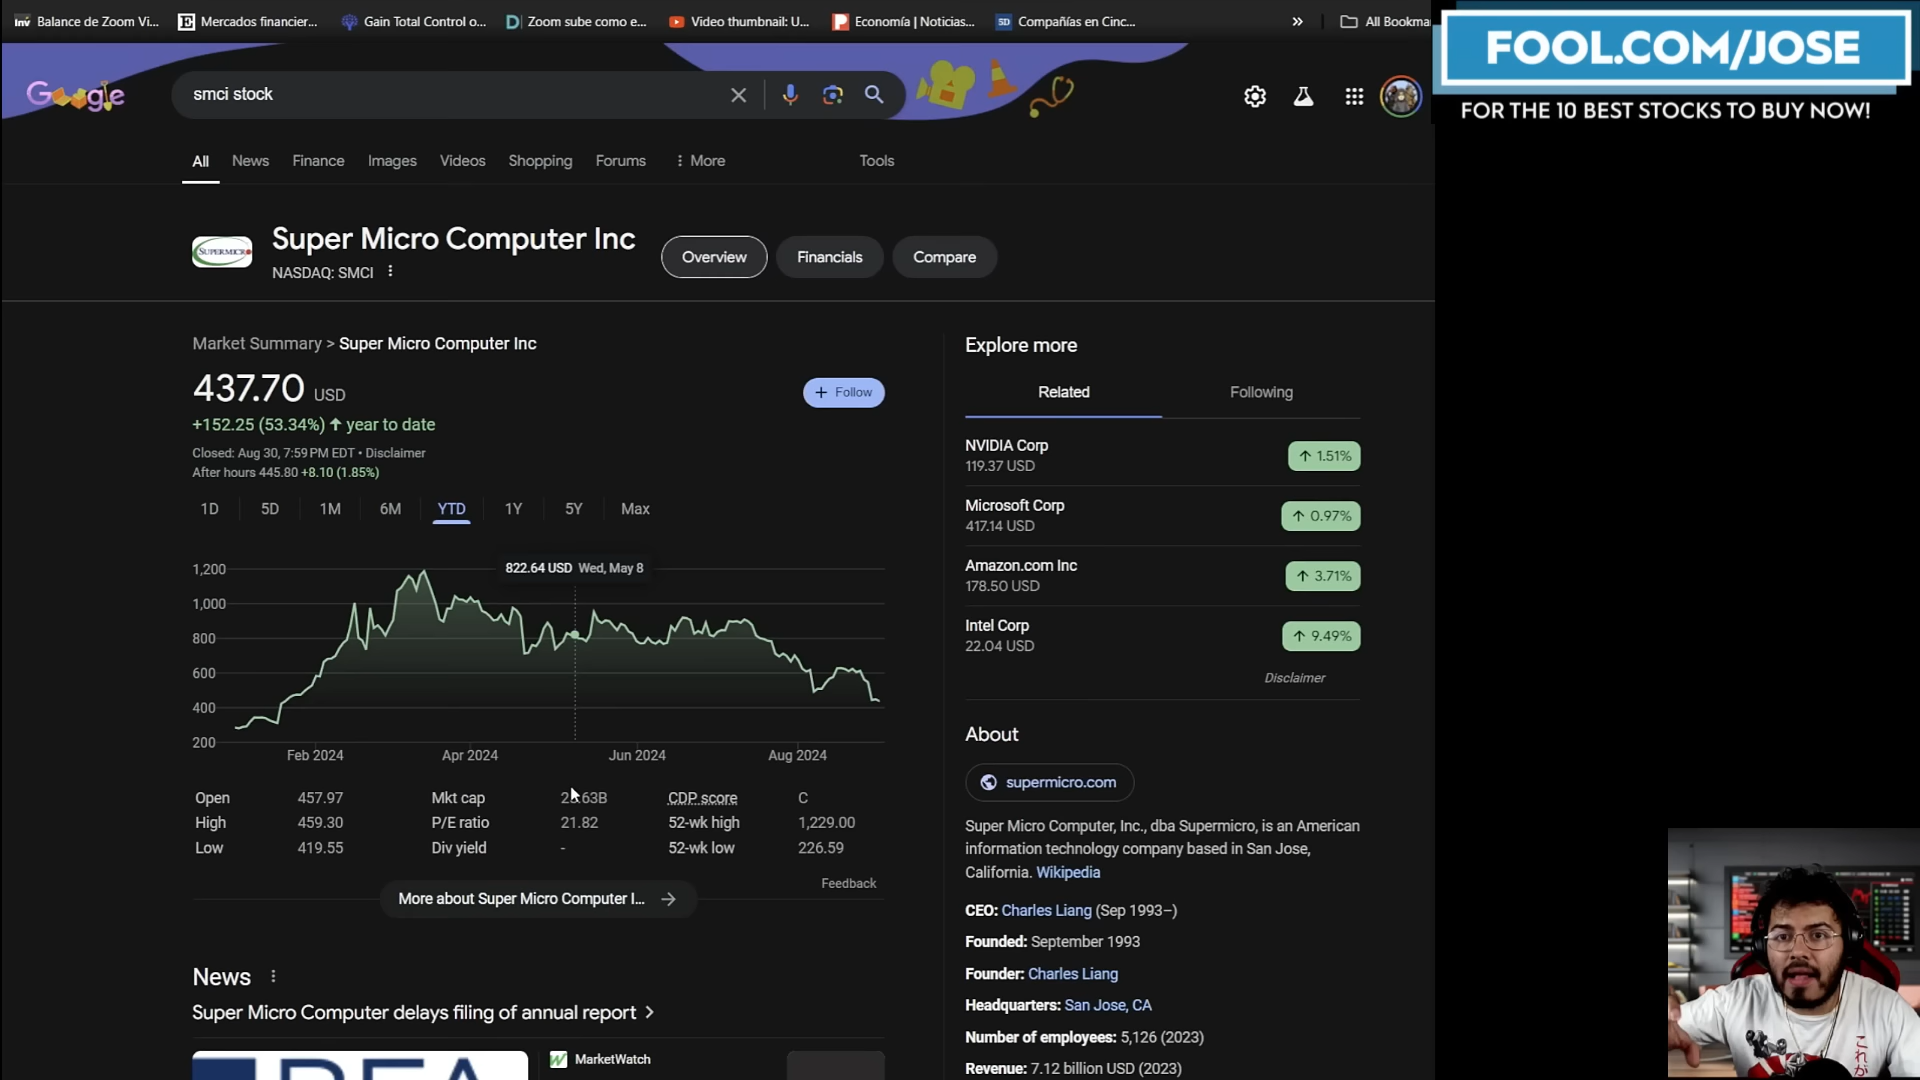 Balance de Zoom Vi...
Mercados financier...
Gain Total Control o...
Zoom sube como e...
Video thumbnail: U...
Economía | Noticias...
Compañías en Cinc...
»
All Bookma
FOOL.COM/JOSE
FOR THE 10 BEST STOCKS TO BUY NOW!
Google
smci stock
All
News
Finance
Images
Videos
Shopping
Forums
More
Tools
SUPERMICRO
Super Micro Computer Inc
NASDAQ: SMCI
Overview
Financials
Compare
Market Summary > Super Micro Computer Inc
437.70 USD
+ Follow
+152.25 (53.34%) ↑ year to date
Closed: Aug 30, 7:59 PM EDT • Disclaimer
After hours 445.80 +8.10 (1.85%)
1D
5D
1M
6M
YTD
1Y
5Y
Max
822.64 USD Wed, May 8
1,200
1,000
800
600
400
200
Feb 2024
Apr 2024
Jun 2024
Aug 2024
Open 457.97
High 459.30
Low 419.55
Mkt cap
P/E ratio 21.82
Div yield -
CDP score C
52-wk high 1,229.00
52-wk low 226.59
Feedback
More about Super Micro Computer I... →
News
Super Micro Computer delays filing of annual report >
MarketWatch
Explore more
Related
Following
NVIDIA Corp
119.37 USD
↑ 1.51%
Microsoft Corp
417.14 USD
↑ 0.97%
Amazon.com Inc
178.50 USD
↑ 3.71%
Intel Corp
22.04 USD
↑ 9.49%
Disclaimer
About
supermicro.com
Super Micro Computer, Inc., dba Supermicro, is an American
information technology company based in San Jose,
California. Wikipedia
CEO: Charles Liang (Sep 1993–)
Founded: September 1993
Founder: Charles Liang
Headquarters: San Jose, CA
Number of employees: 5,126 (2023)
Revenue: 7.12 billion USD (2023)
これが